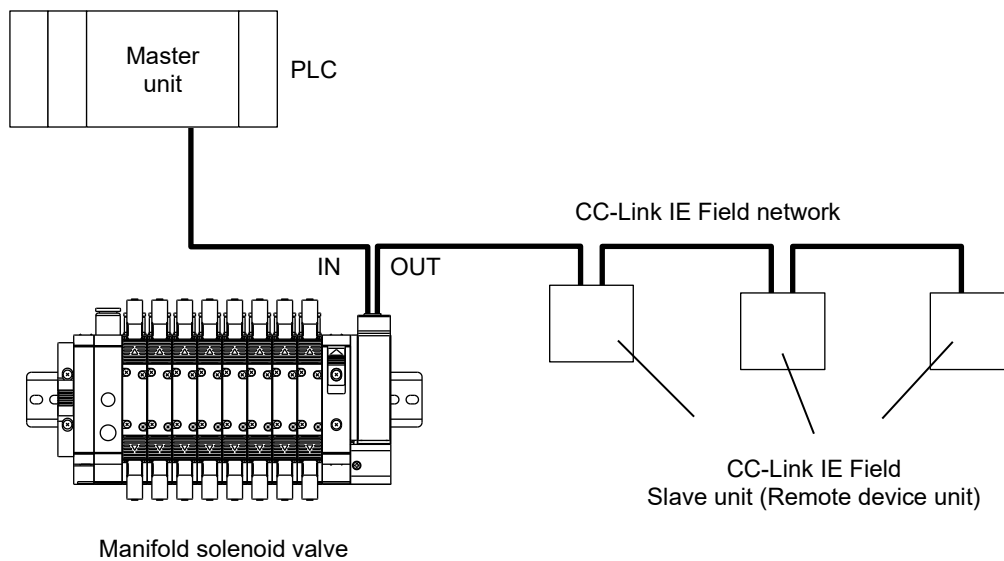 Master
unit
PLC
CC-Link IE Field network
IN
OUT
CC-Link IE Field
Slave unit (Remote device unit)
Manifold solenoid valve